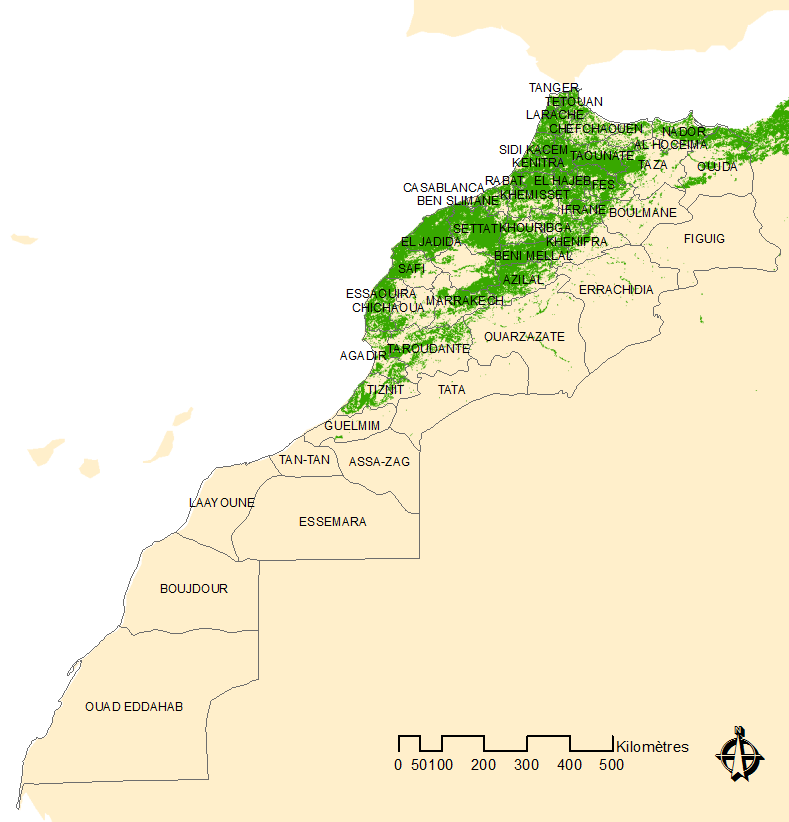 TANGER
TETOUAN
LARACHE
CHEFCHAOUEN
NADOR
AL HOCEIMA
SIDI KACEM
TAOUNATE
KENITRA
TAZA
OUJDA
RABAT
EL HAJEB
FES
CASABLANCA
KHEMISSET
BEN SLIMANE
IFRANE
BOULMANE
SETTAT
KHOURIBGA
EL JADIDA
KHENIFRA
FIGUIG
BENI MELLAL
SAFI
AZILAL
ERRACHIDIA
ESSAOUIRA
MARRAKECH
CHICHAOUA
OUARZAZATE
AGADIR
TAROUDANTE
TIZNIT
TATA
GUELMIM
TAN-TAN
ASSA-ZAG
LAAYOUNE
ESSEMARA
BOUJDOUR
OUAD EDDAHAB
N
Kilomètres
0 50100 200 300 400 500